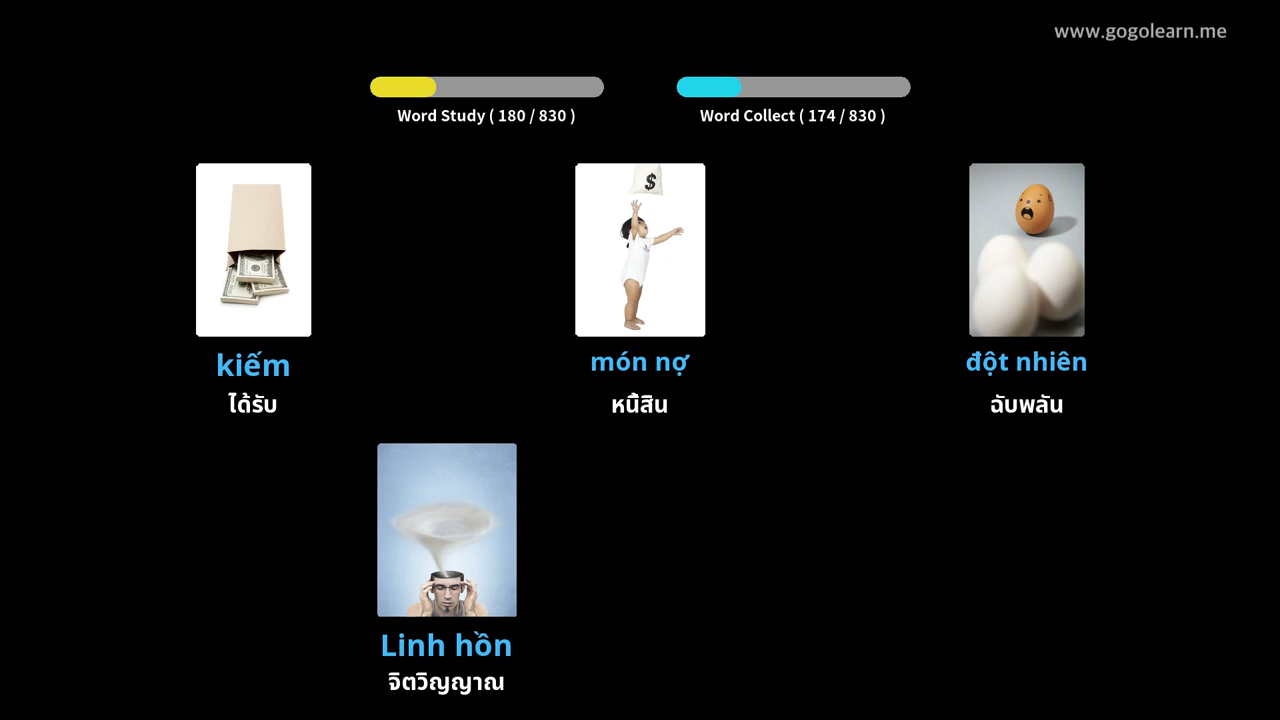 www.gogolearn.me
Word Study ( 180 / 830 )
Word Collect ( 174 / 830 )
$
kiếm
món nợ
đột nhiên
ได้รับ
หนี้สิน
ฉับพลัน
Linh hồn
จิตวิญญาณ